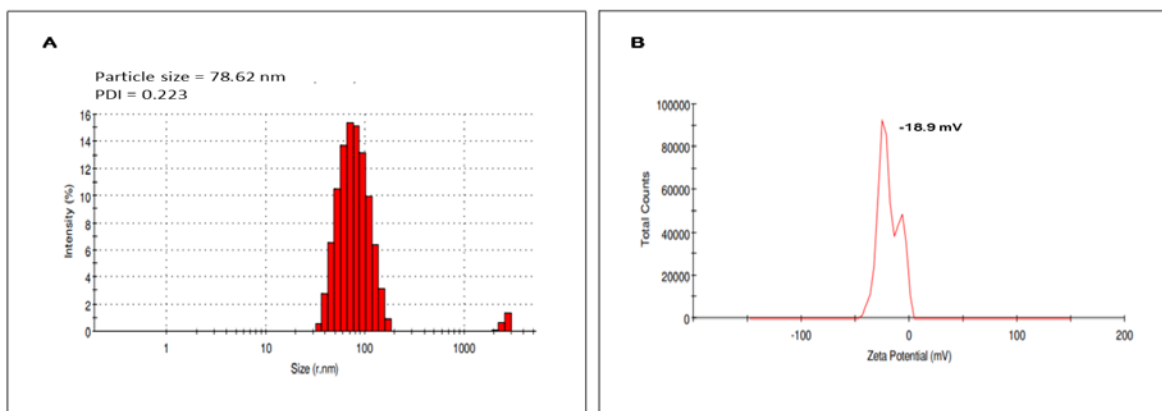 A
Particle size = 78.62 nm
PDI = 0.223
16
14
12
10
8
6
4
2
0
Intensity (%)
1 10 100 1000
Size (r.nm)
B
-18.9 mV
100000
80000
60000
40000
20000
0
Total Counts
-100 0 100 200
Zeta Potential (mV)